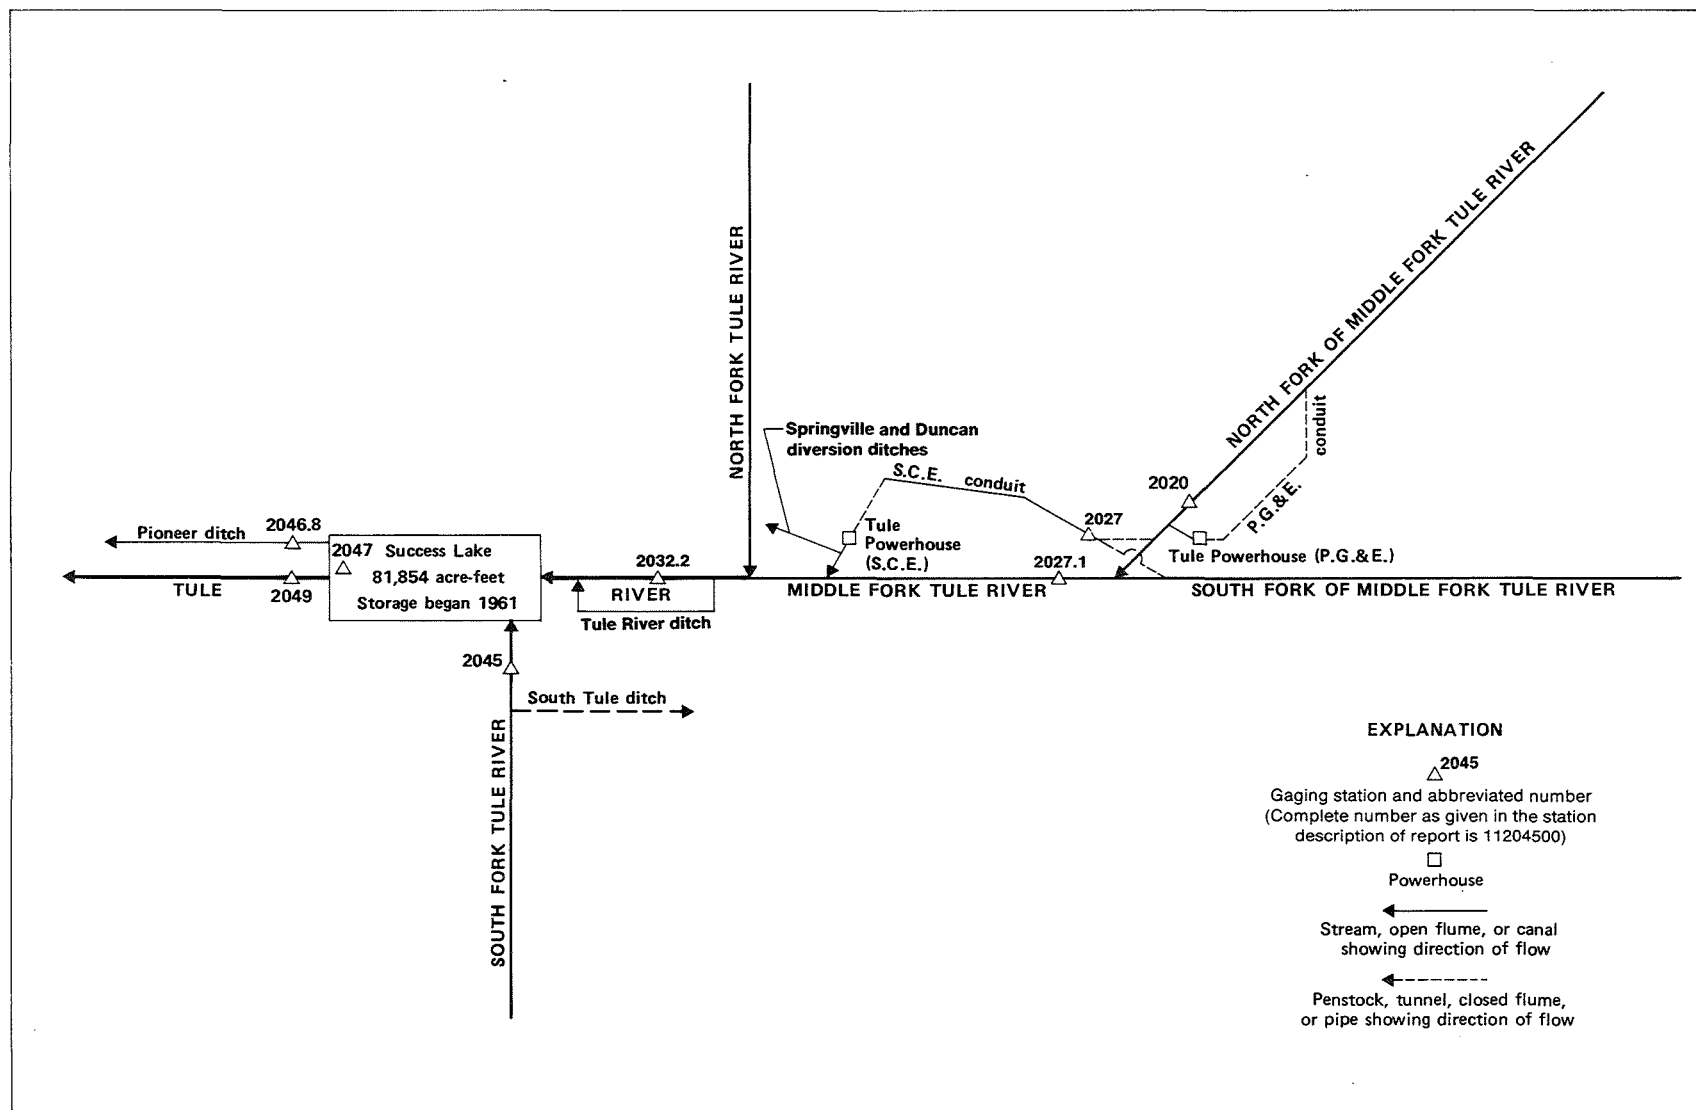 NORTH FORK OF MIDDLE FORK TULE RIVER
NORTH FORK TULE RIVER
conduit
P.G.&E.
Springville and Duncan
diversion ditches
S.C.E. conduit
2020
2027
Tule
Powerhouse
(S.C.E.)
Tule Powerhouse (P.G.&E.)
2027.1
MIDDLE FORK TULE RIVER
SOUTH FORK OF MIDDLE FORK TULE RIVER
Pioneer ditch
2046.8
2047
Success Lake
81,854 acre-feet
Storage began 1961
2032.2
TULE
2049
RIVER
Tule River ditch
2045
South Tule ditch
SOUTH FORK TULE RIVER
EXPLANATION
2045
Gaging station and abbreviated number
(Complete number as given in the station
description of report is 11204500)
Powerhouse
Stream, open flume, or canal
showing direction of flow
Penstock, tunnel, closed flume,
or pipe showing direction of flow